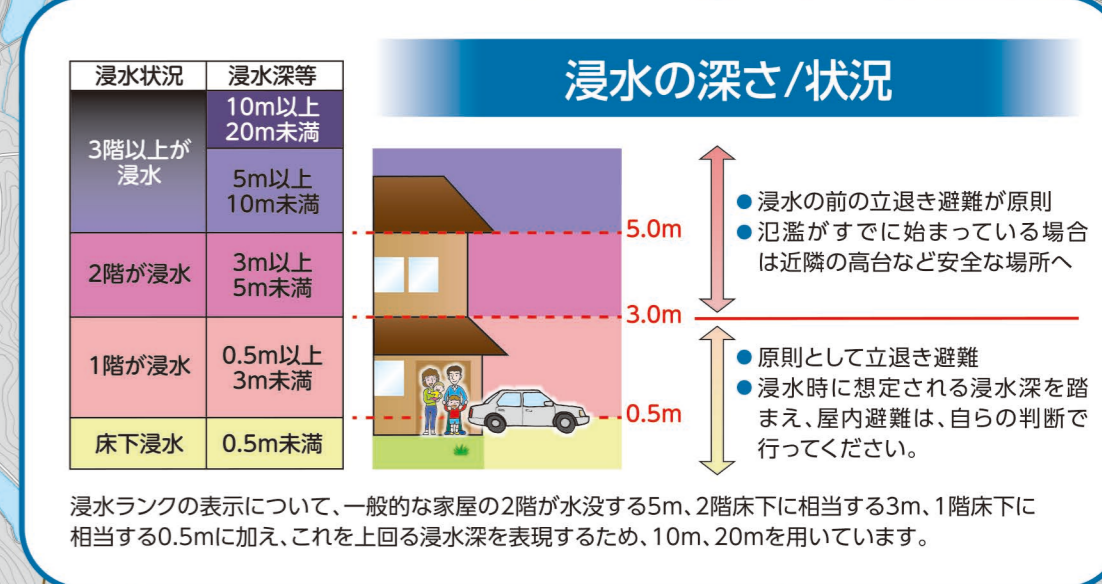 浸水の深さ/状況
浸水状況 浸水深等
3階以上が
浸水
10m以上
20m未満
5m以上
10m未満
2階が浸水
3m以上
5m未満
1階が浸水
0.5m以上
3m未満
床下浸水
0.5m未満
5.0m
3.0m
0.5m
●浸水の前の立退き避難が原則
●氾濫がすでに始まっている場合
は近隣の高台など安全な場所へ
●原則として立退き避難
●浸水時に想定される浸水深を踏
まえ、屋内避難は、自らの判断で
行ってください。
浸水ランクの表示について、一般的な家屋の2階が水没する5m、2階床下に相当する3m、1階床下に
相当する0.5mに加え、これを上回る浸水深を表現するため、10m、20mを用いています。